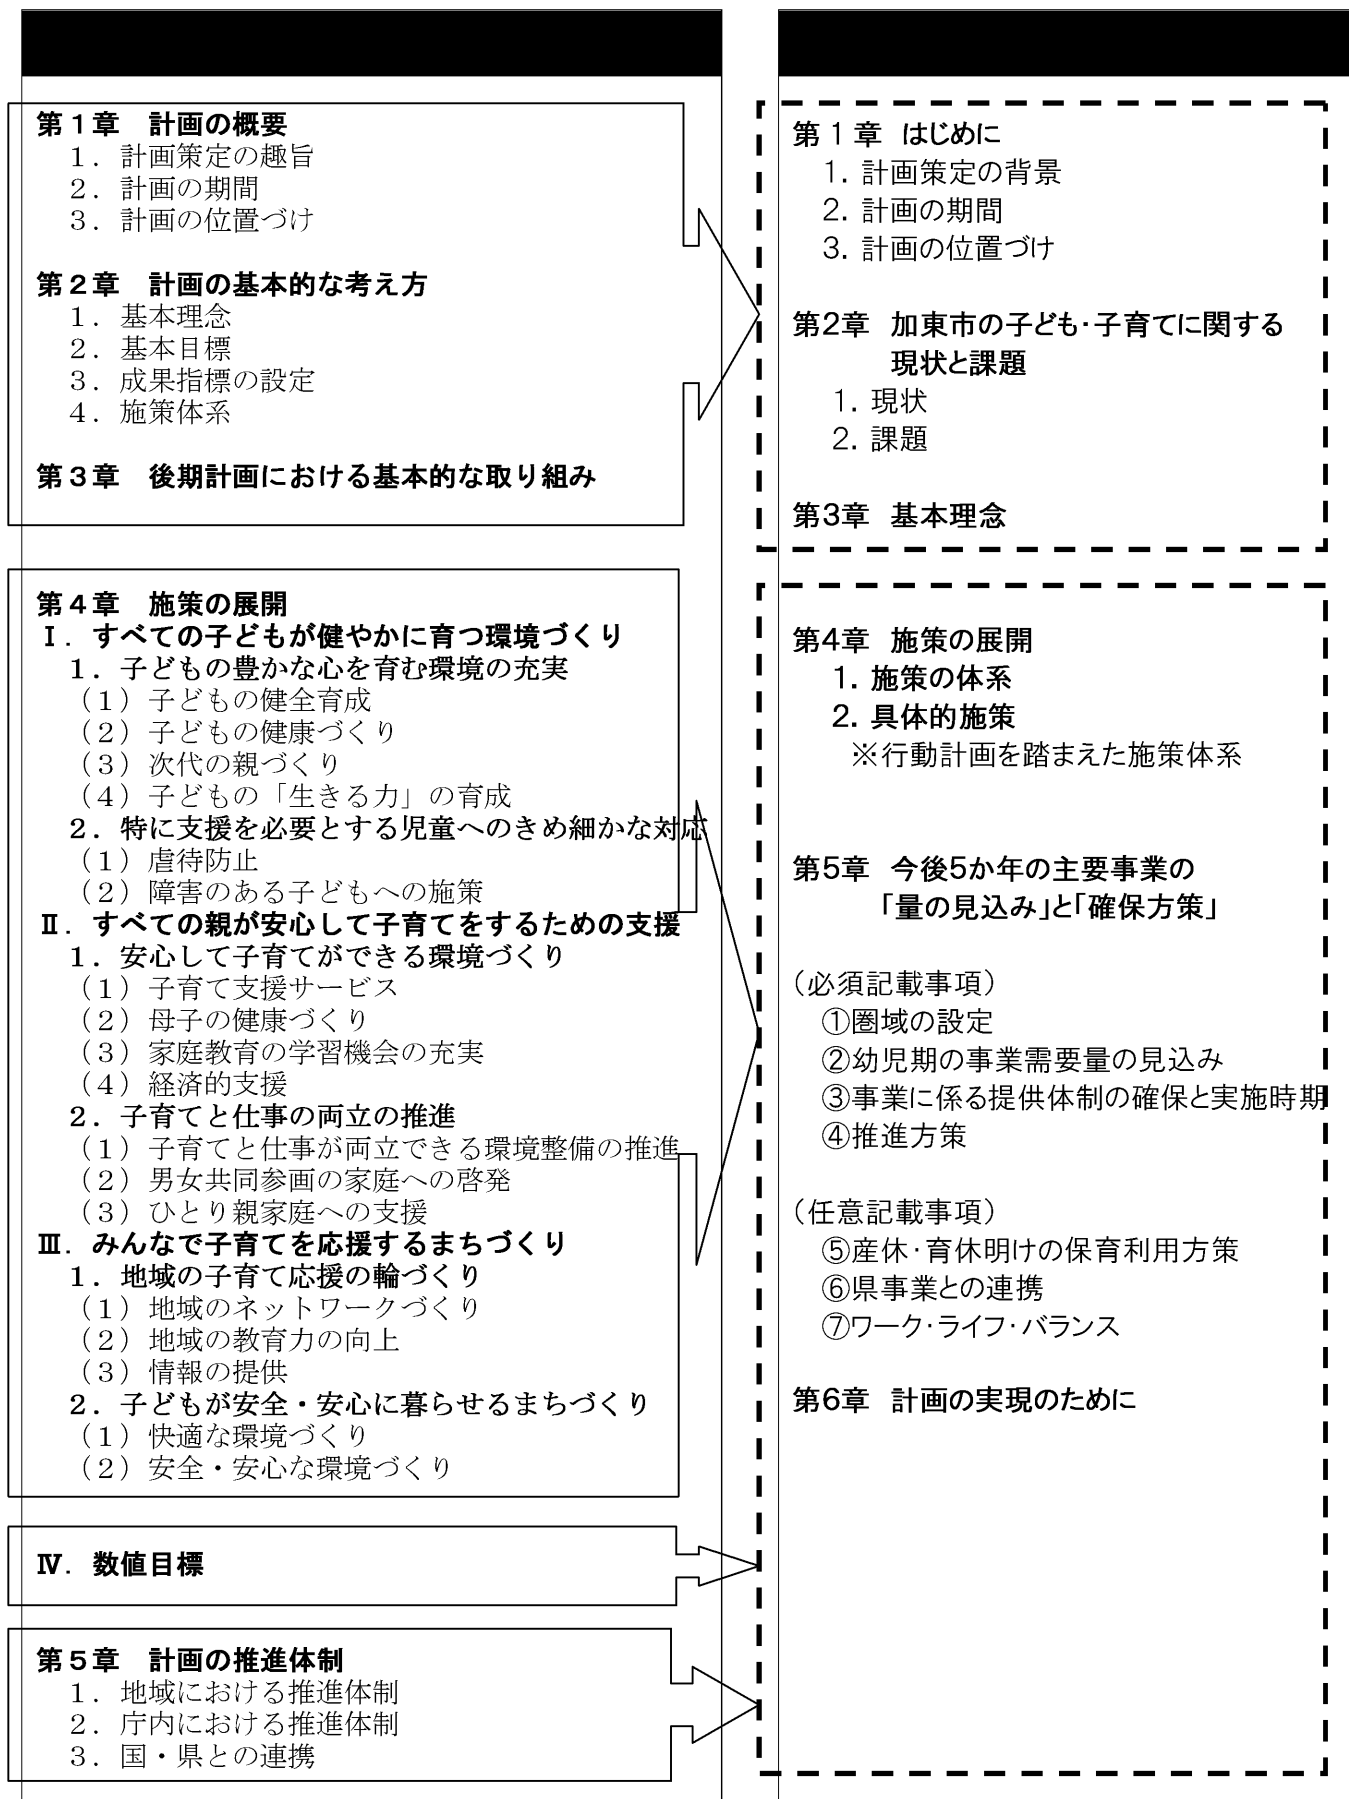 第１章　計画の概要
１．計画策定の趣旨
２．計画の期間
３．計画の位置づけ
第２章　計画の基本的な考え方
１．基本理念
２．基本目標
３．成果指標の設定
４．施策体系
第３章　後期計画における基本的な取り組み
第４章　施策の展開
Ⅰ．すべての子どもが健やかに育つ環境づくり
１．子どもの豊かな心を育む環境の充実
（１）子どもの健全育成
（２）子どもの健康づくり
（３）次代の親づくり
（４）子どもの「生きる力」の育成
２．特に支援を必要とする児童へのきめ細かな対応
（１）虐待防止
（２）障害のある子どもへの施策
Ⅱ．すべての親が安心して子育てをするための支援
１．安心して子育てができる環境づくり
（１）子育て支援サービス
（２）母子の健康づくり
（３）家庭教育の学習機会の充実
（４）経済的支援
２．子育てと仕事の両立の推進
（１）子育てと仕事が両立できる環境整備の推進
（２）男女共同参画の家庭への啓発
（３）ひとり親家庭への支援
Ⅲ．みんなで子育てを応援するまちづくり
１．地域の子育て応援の輪づくり
（１）地域のネットワークづくり
（２）地域の教育力の向上
（３）情報の提供
２．子どもが安全・安心に暮らせるまちづくり
（１）快適な環境づくり
（２）安全・安心な環境づくり
Ⅳ．数値目標
第５章　計画の推進体制
１．地域における推進体制
２．庁内における推進体制
３．国・県との連携
第１章　はじめに
1. 計画策定の背景
2. 計画の期間
3. 計画の位置づけ
第2章　加東市の子ども・子育てに関する
現状と課題
1. 現状
2. 課題
第3章　基本理念
第4章　施策の展開
1. 施策の体系
2. 具体的施策
※行動計画を踏まえた施策体系
第5章　今後5か年の主要事業の
「量の見込み」と「確保方策」
（必須記載事項）
①圏域の設定
②幼児期の事業需要量の見込み
③事業に係る提供体制の確保と実施時期
④推進方策
（任意記載事項）
⑤産休・育休明けの保育利用方策
⑥県事業との連携
⑦ワーク・ライフ・バランス
第6章　計画の実現のために